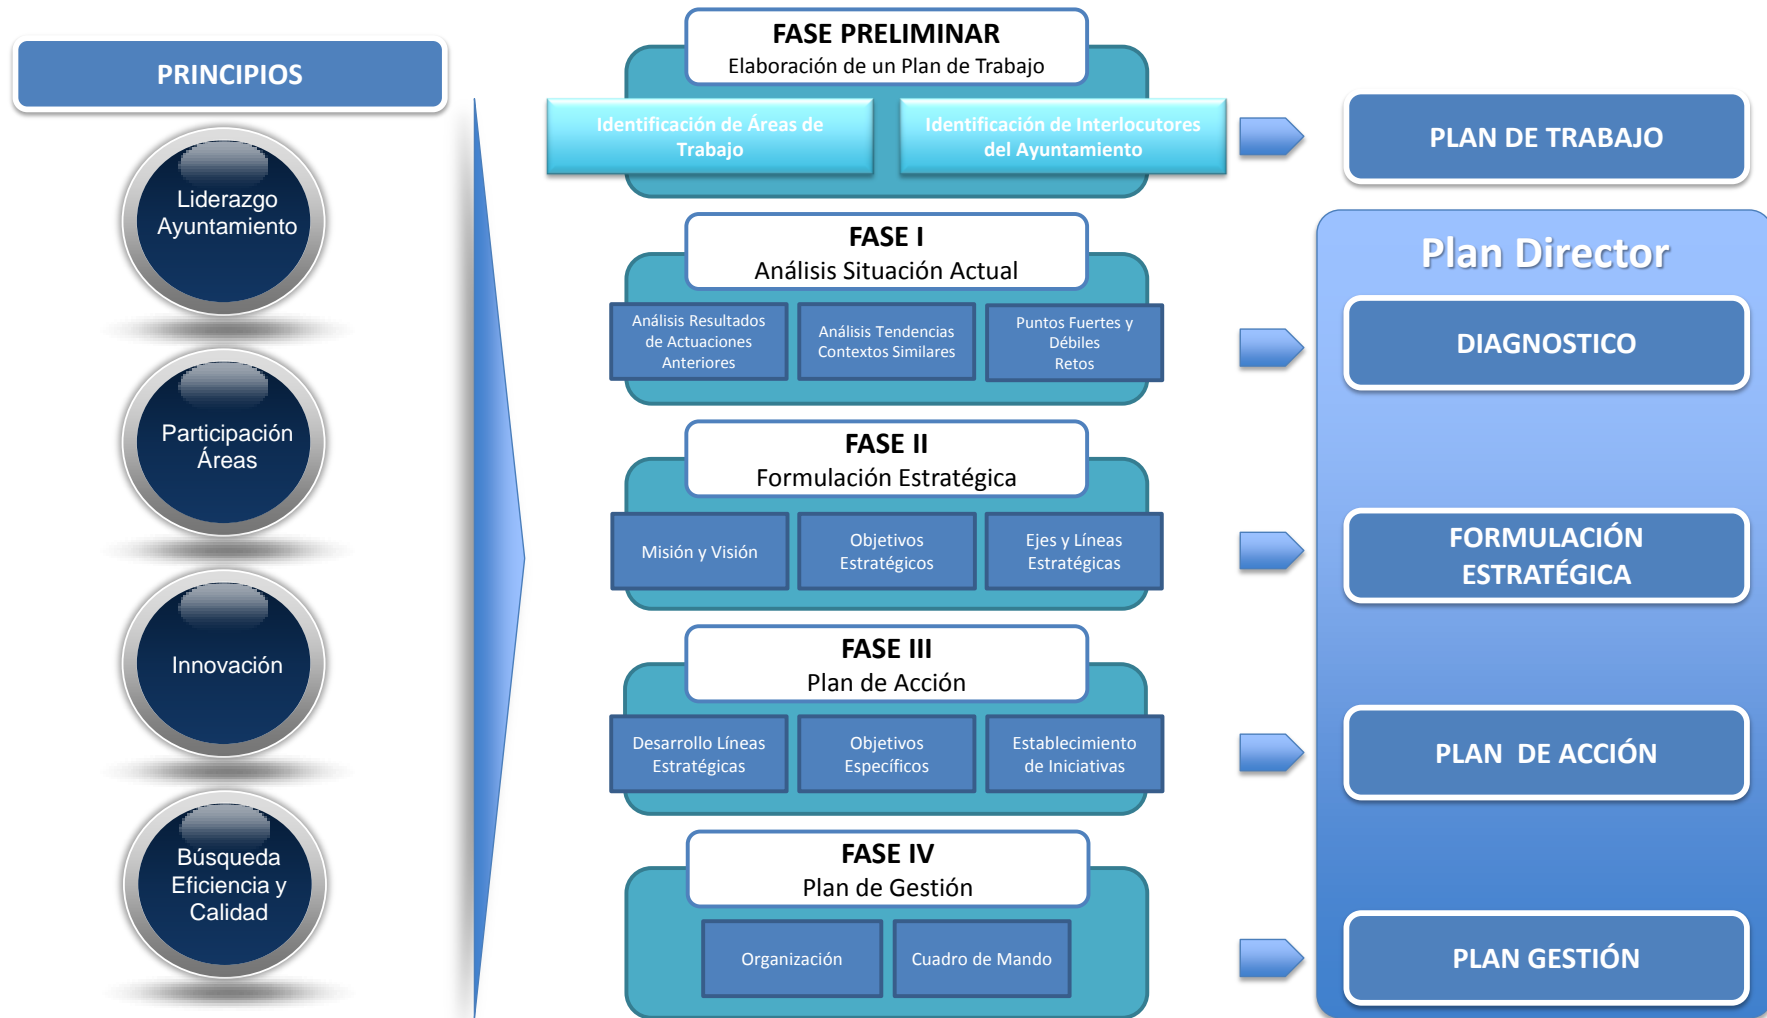 PRINCIPIOS
Liderazgo
Ayuntamiento
Participación
Áreas
Innovación
Búsqueda
Eficiencia y
Calidad
FASE PRELIMINAR
Elaboración de un Plan de Trabajo
Identificación de Áreas de
Trabajo
Identificación de Interlocutores
del Ayuntamiento
PLAN DE TRABAJO
Plan Director
FASE I
Análisis Situación Actual
Análisis Resultados
de Actuaciones
Anteriores
Análisis Tendencias
Contextos Similares
Puntos Fuertes y
Débiles
Retos
DIAGNOSTICO
FASE II
Formulación Estratégica
Misión y Visión
Objetivos
Estratégicos
Ejes y Líneas
Estratégicas
FORMULACIÓN
ESTRATÉGICA
FASE III
Plan de Acción
Desarrollo Líneas
Estratégicas
Objetivos
Específicos
Establecimiento
de Iniciativas
PLAN DE ACCIÓN
FASE IV
Plan de Gestión
Organización
Cuadro de Mando
PLAN GESTIÓN